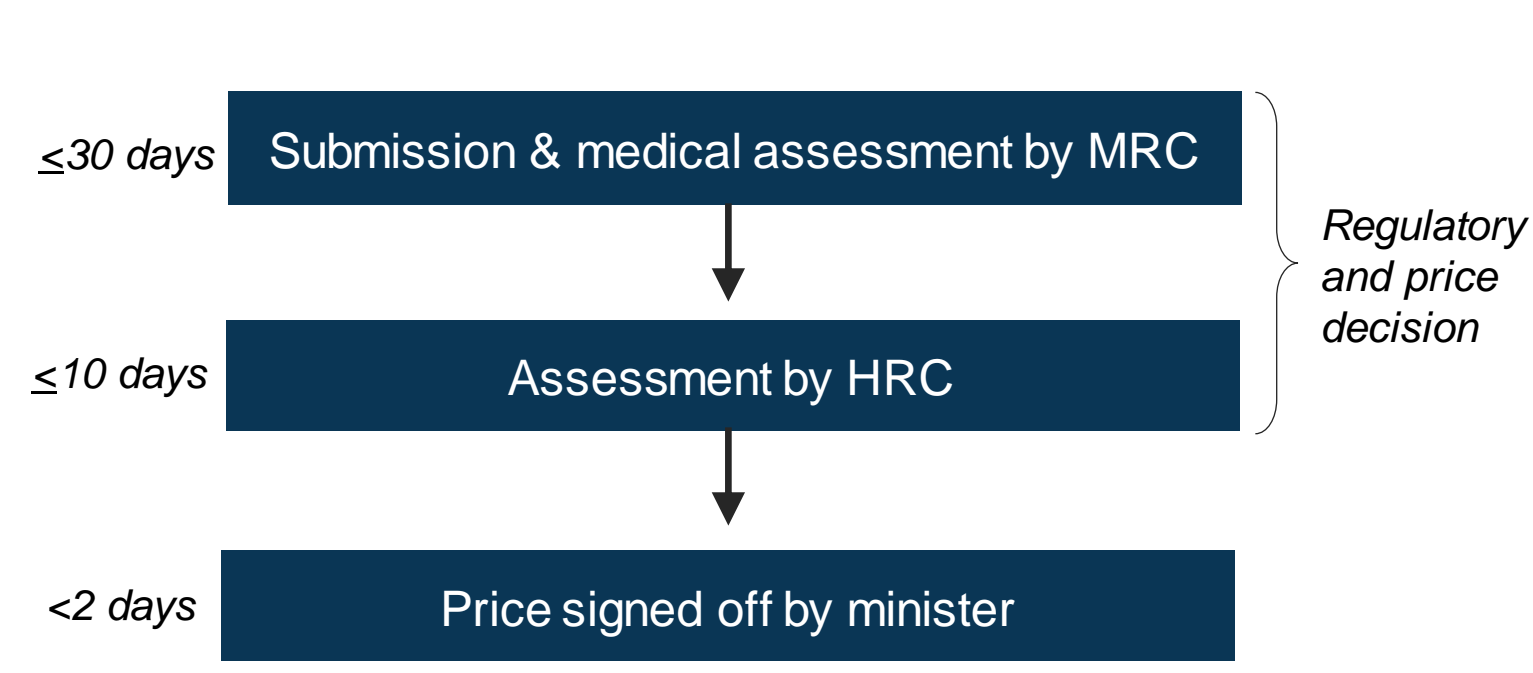 ≤30 days
Submission & medical assessment by MRC
Regulatory
and price
decision
≤10 days
Assessment by HRC
<2 days
Price signed off by minister